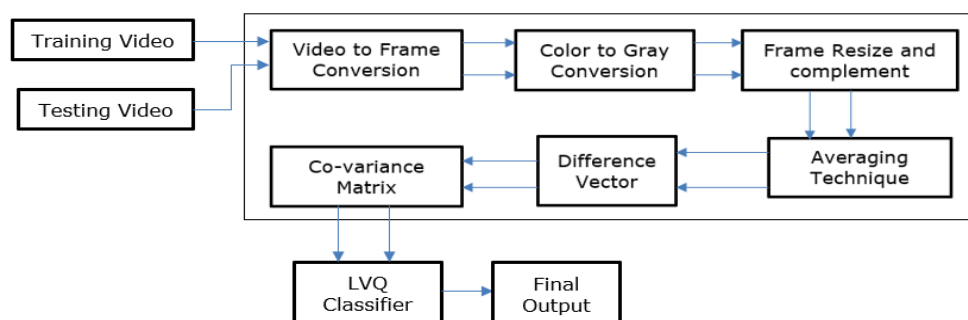 Training Video
Testing Video
Video to Frame
Conversion
Color to Gray
Conversion
Frame Resize and
complement
Averaging
Technique
Difference
Vector
Co-variance
Matrix
LVQ
Classifier
Final
Output